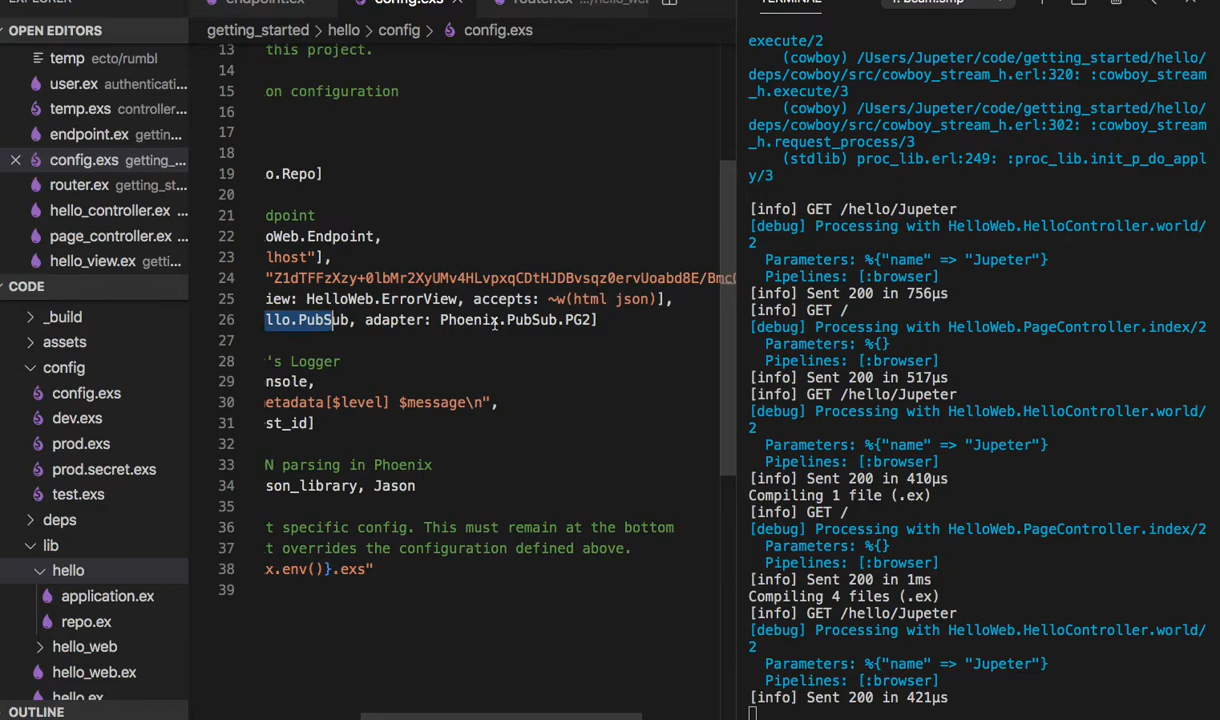 OPEN EDITORS
temp ecto/rumbl
user.ex authenticati...
temp.exs controller...
endpoint.ex gettin...
config.exs getting_...
router.ex getting_st...
hello_controller.ex ...
page_controller.ex ...
hello_view.ex getti...
CODE
_build
assets
config
config.exs
dev.exs
prod.exs
prod.secret.exs
test.exs
deps
lib
hello
application.ex
repo.ex
hello_web
hello_web.ex
hello.ex
OUTLINE
getting_started > hello > config > config.exs
13 this project.
14
15 on configuration
16
17
18
19 o.Repo]
20
21 dpoint
22 oWeb.Endpoint,
23 lhost"],
24 "Z1dTFFzXzy+0lbMr2XyUMv4HLvpxqCDtHJDBvsqz0ervUoabd8E/BmcQ
25 iew: HelloWeb.ErrorView, accepts: ~w(html json)],
26 llo.PubSub, adapter: Phoenix.PubSub.PG2]
27
28 's Logger
29 nsole,
30 etadata[$level] $message\n",
31 st_id]
32
33 N parsing in Phoenix
34 son_library, Jason
35
36 t specific config. This must remain at the bottom
37 t overrides the configuration defined above.
38 x.env()}.exs"
39
TERMINAL
execute/2
(cowboy) /Users/Jupeter/code/getting_started/hello/
deps/cowboy/src/cowboy_stream_h.erl:320: :cowboy_stream
_h.execute/3
(cowboy) /Users/Jupeter/code/getting_started/hello/
deps/cowboy/src/cowboy_stream_h.erl:302: :cowboy_stream
_h.request_process/3
(stdlib) proc_lib.erl:249: :proc_lib.init_p_do_appl
y/3
[info] GET /hello/Jupeter
[debug] Processing with HelloWeb.HelloController.world/
2
Parameters: %{"name" => "Jupeter"}
Pipelines: [:browser]
[info] Sent 200 in 756µs
[info] GET /
[debug] Processing with HelloWeb.PageController.index/2
Parameters: %{}
Pipelines: [:browser]
[info] Sent 200 in 517µs
[info] GET /hello/Jupeter
[debug] Processing with HelloWeb.HelloController.world/
2
Parameters: %{"name" => "Jupeter"}
Pipelines: [:browser]
[info] Sent 200 in 410µs
Compiling 1 file (.ex)
[info] GET /
[debug] Processing with HelloWeb.PageController.index/2
Parameters: %{}
Pipelines: [:browser]
[info] Sent 200 in 1ms
Compiling 4 files (.ex)
[info] GET /hello/Jupeter
[debug] Processing with HelloWeb.HelloController.world/
2
Parameters: %{"name" => "Jupeter"}
Pipelines: [:browser]
[info] Sent 200 in 421µs